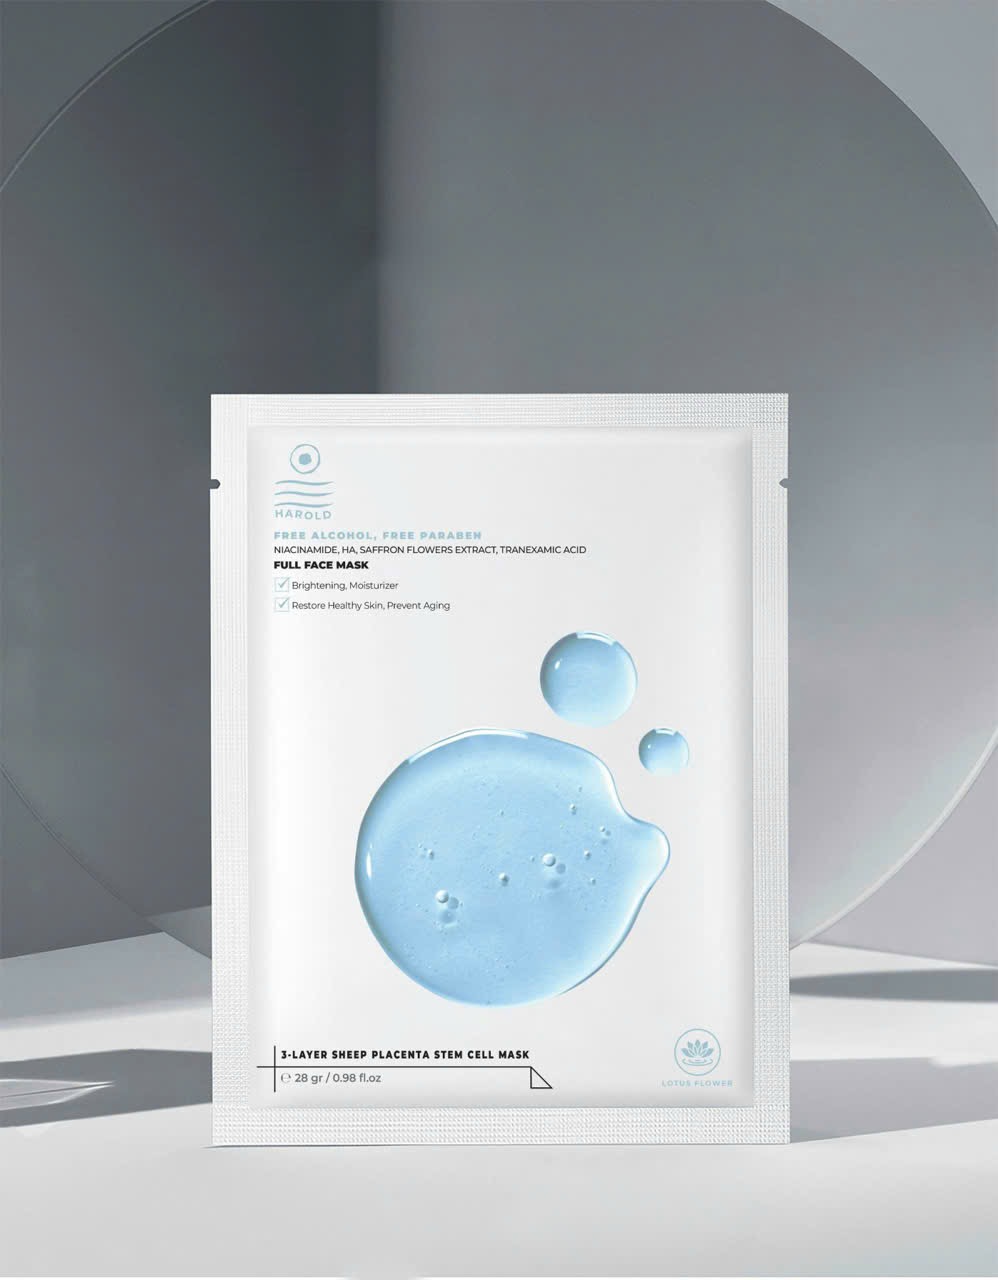 HAROLD
FREE ALCOHOL, FREE PARABEN
NIACINAMIDE, HA, SAFFRON FLOWERS EXTRACT, TRANEXAMIC ACID
FULL FACE MASK
Brightening, Moisturizer
Restore Healthy Skin, Prevent Aging
3-LAYER SHEEP PLACENTA STEM CELL MASK
℮ 28 gr / 0.98 fl.oz
LOTUS FLOWER